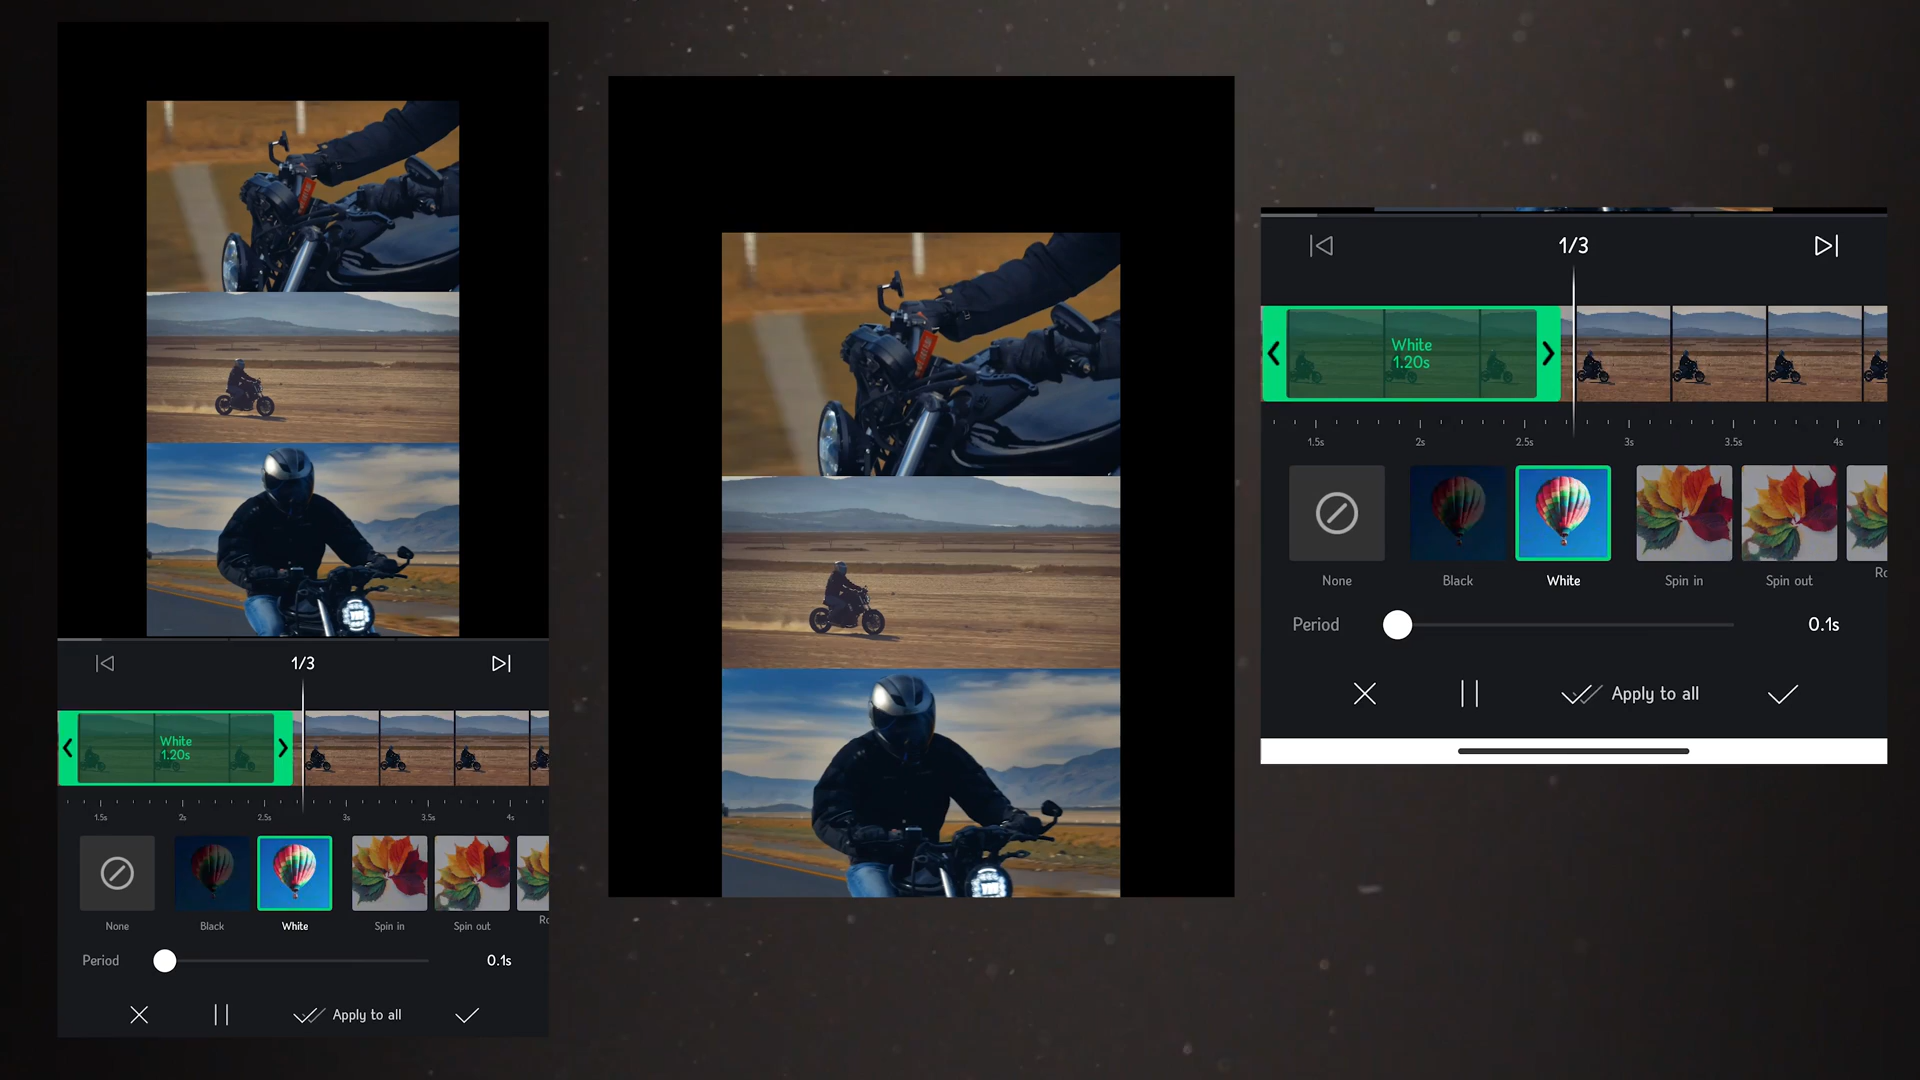 1/3
White
1.20s
1.5s 2s 2.5s 3s 3.5s 4s
None Black White Spin in Spin out Ro
Period 0.1s
Apply to all
1/3
White
1.20s
1.5s 2s 2.5s 3s 3.5s 4s
None Black White Spin in Spin out Ro
Period 0.1s
Apply to all